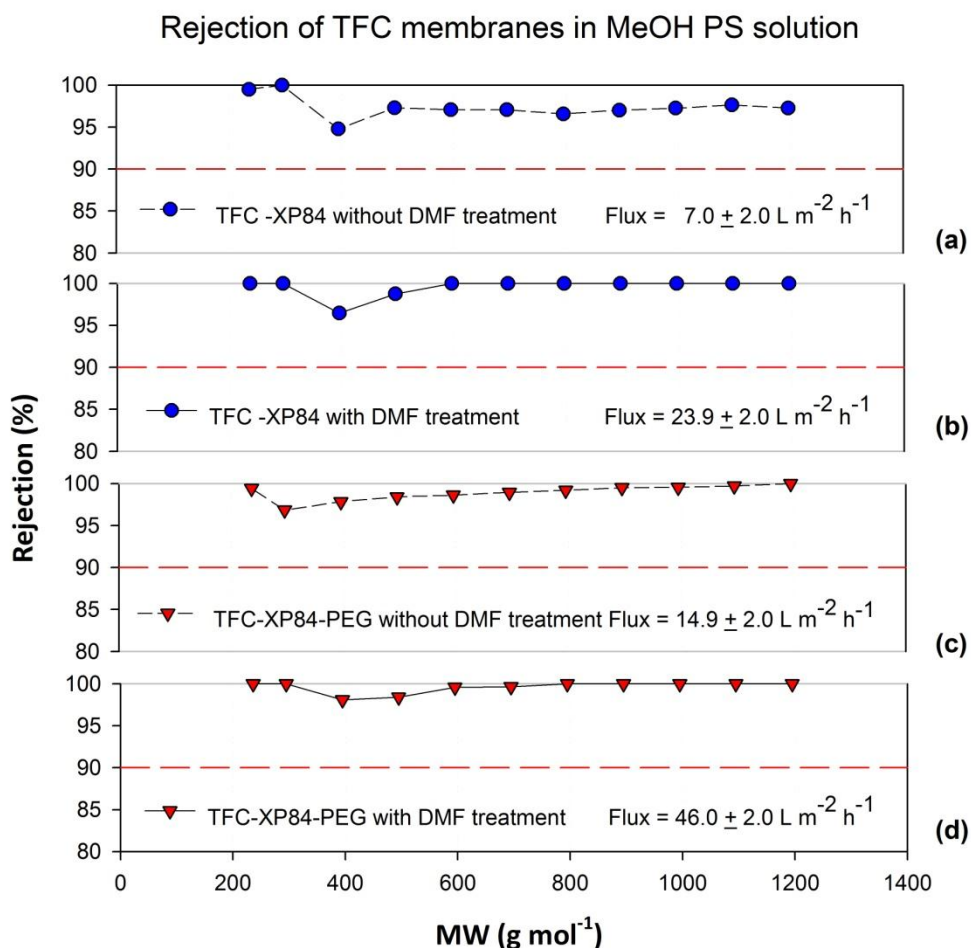 Rejection of TFC membranes in MeOH PS solution
100
95
90
85
80
TFC -XP84 without DMF treatment Flux = 7.0 ± 2.0 L m⁻² h⁻¹
(a)
100
95
90
85
80
TFC -XP84 with DMF treatment Flux = 23.9 ± 2.0 L m⁻² h⁻¹
(b)
Rejection (%)
100
95
90
85
80
TFC-XP84-PEG without DMF treatment Flux = 14.9 ± 2.0 L m⁻² h⁻¹
(c)
100
95
90
85
80
TFC-XP84-PEG with DMF treatment Flux = 46.0 ± 2.0 L m⁻² h⁻¹
(d)
0 200 400 600 800 1000 1200 1400
MW (g mol⁻¹)